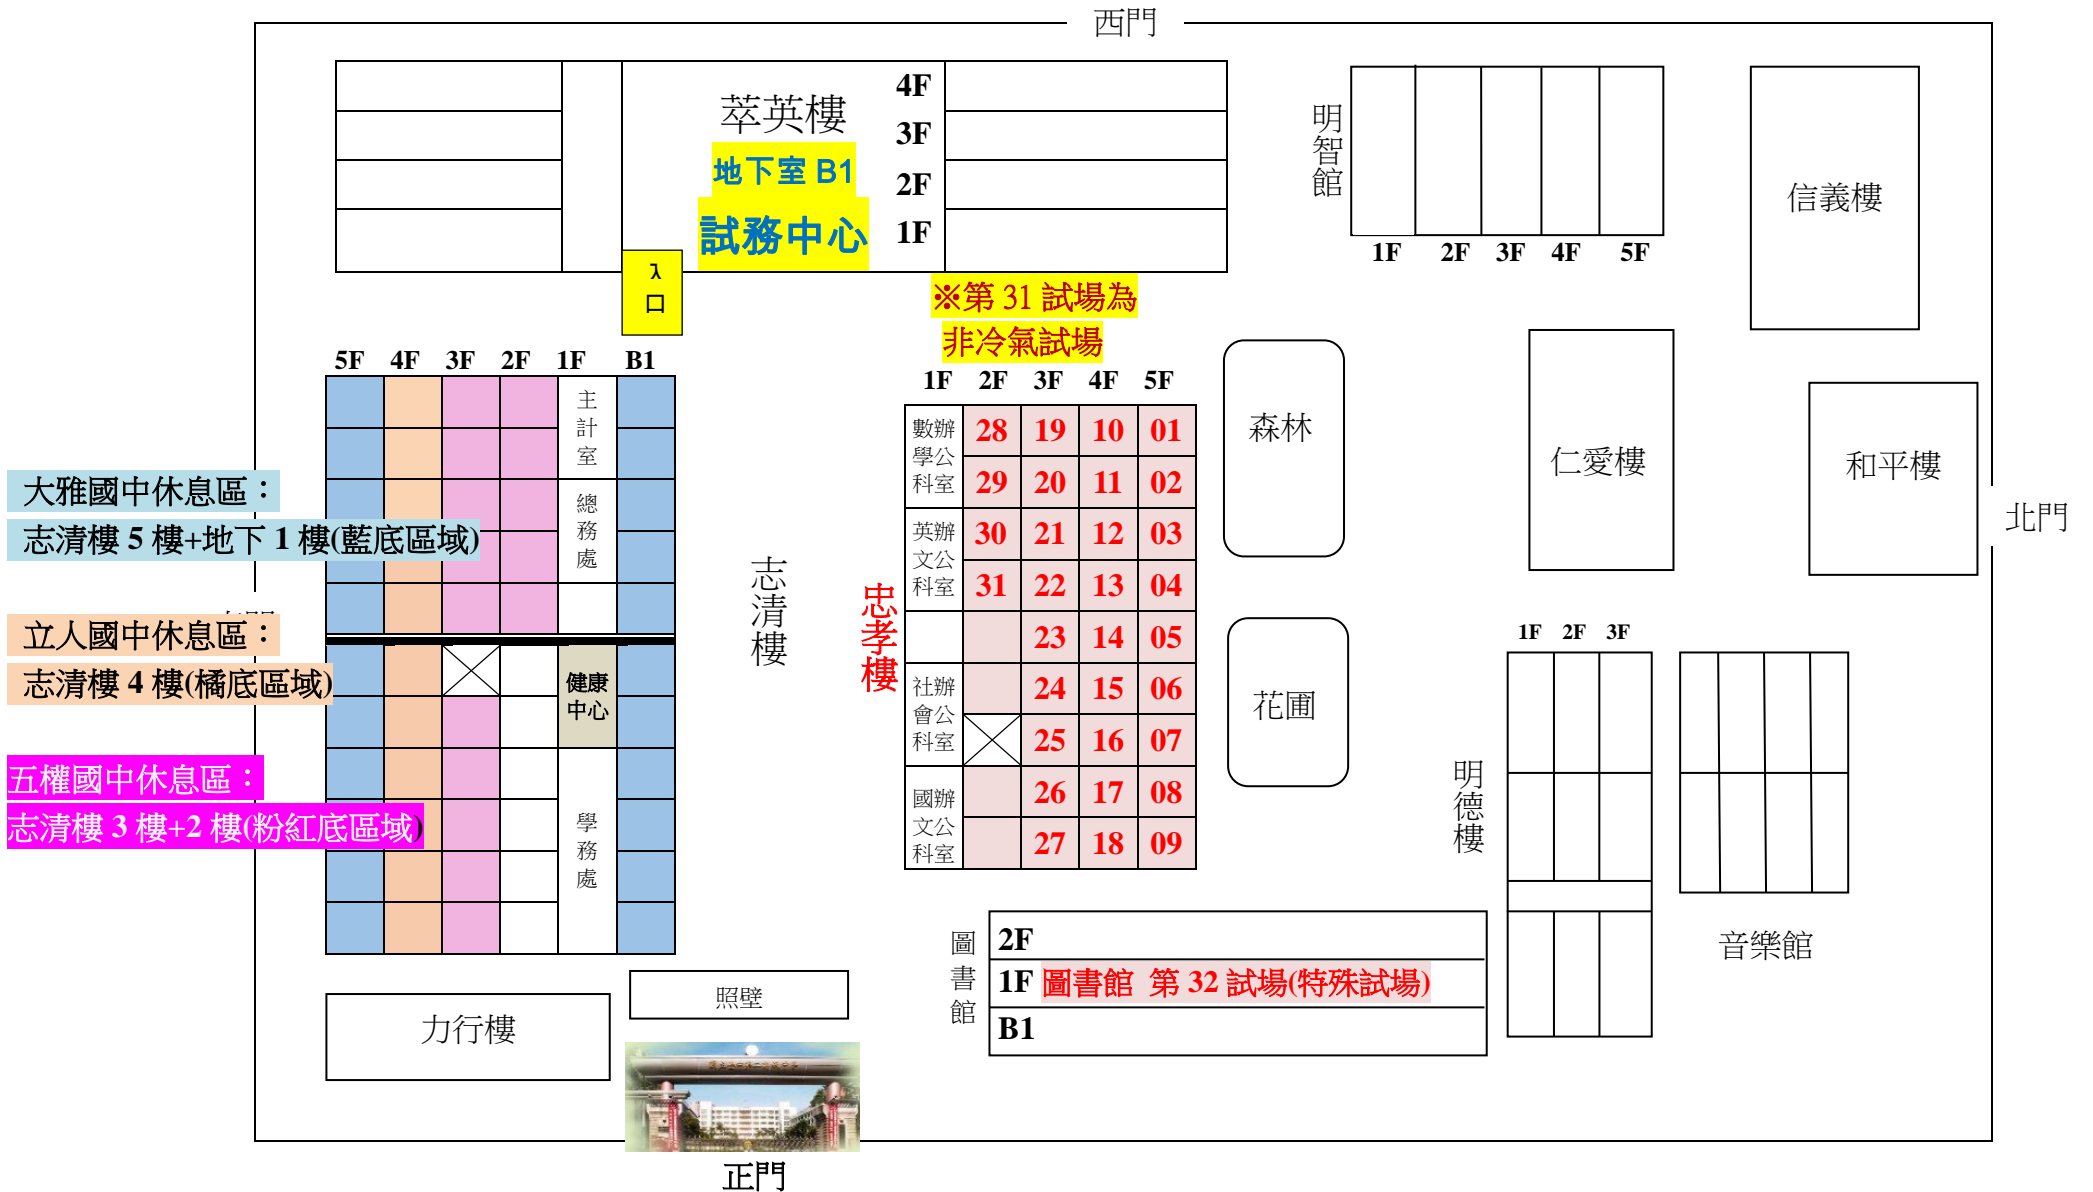 西門
萃英樓
地下室 B1
試務中心
4F
3F
2F
1F
入口
明智館
1F 2F 3F 4F 5F
信義樓
※第 31 試場為
非冷氣試場
5F 4F 3F 2F 1F B1
主計室
總務處
健康中心
學務處
大雅國中休息區：
志清樓 5 樓+地下 1 樓(藍底區域)
立人國中休息區：
志清樓 4 樓(橘底區域)
五權國中休息區：
志清樓 3 樓+2 樓(粉紅底區域)
志清樓
忠孝樓
1F 2F 3F 4F 5F
數學科辦公室
英文科辦公室
社會科辦公室
國文科辦公室
28 19 10 01
29 20 11 02
30 21 12 03
31 22 13 04
23 14 05
24 15 06
25 16 07
26 17 08
27 18 09
森林
花圃
仁愛樓
和平樓
北門
明德樓
1F 2F 3F
音樂館
圖書館
2F
1F 圖書館 第 32 試場(特殊試場)
B1
力行樓
照壁
正門